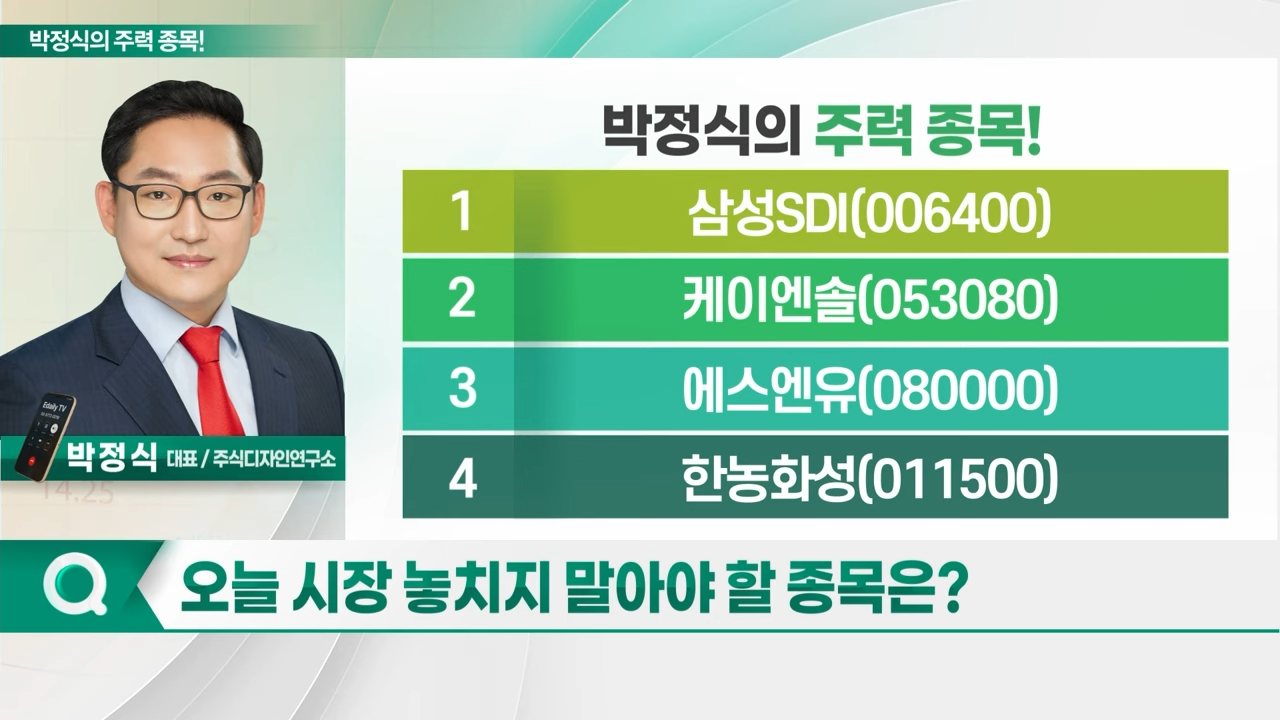 박정식의 주력 종목!
박정식의 주력 종목!
1 삼성SDI(006400)
2 케이엔솔(053080)
3 에스엔유(080000)
4 한농화성(011500)
Edaily TV
박정식 대표 / 주식디자인연구소
14.25
오늘 시장 놓치지 말아야 할 종목은?